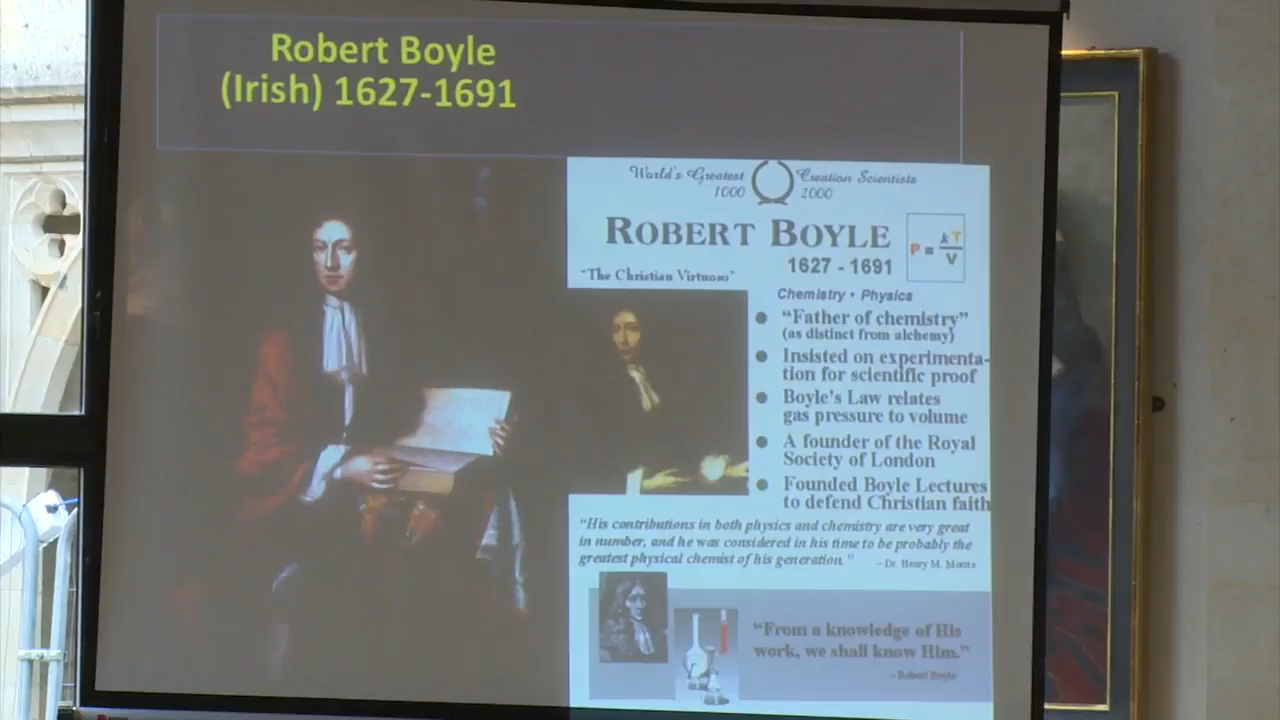 Robert Boyle
(Irish) 1627-1691
World's Greatest Creation Scientists
1000 2000
ROBERT BOYLE
1627 - 1691
P = kT
V
"The Christian Virtuoso"
Chemistry • Physics
● "Father of chemistry"
(as distinct from alchemy)
● Insisted on experimenta-
tion for scientific proof
● Boyle's Law relates
gas pressure to volume
● A founder of the Royal
Society of London
● Founded Boyle Lectures
to defend Christian faith
"His contributions in both physics and chemistry are very great
in number, and he was considered in his time to be probably the
greatest physical chemist of his generation." – Dr. Henry M. Morris
"From a knowledge of His
work, we shall know Him."
– Robert Boyle